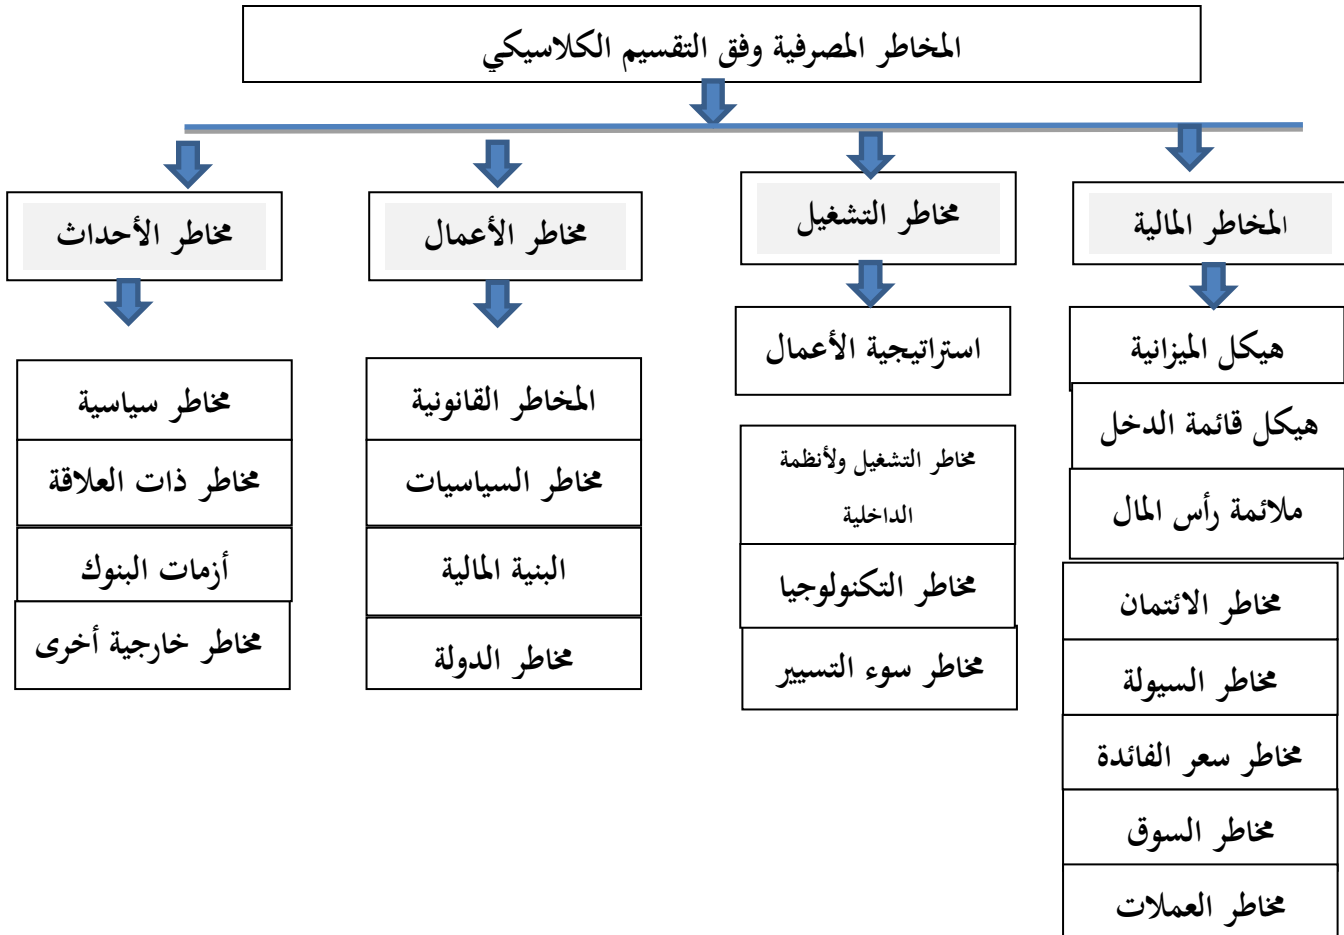 المخاطر المصرفية وفق التقسيم الكلاسيكي
المخاطر المالية
هيكل الميزانية
هيكل قائمة الدخل
ملائمة رأس المال
مخاطر الائتمان
مخاطر السيولة
مخاطر سعر الفائدة
مخاطر السوق
مخاطر العملات
مخاطر التشغيل
استراتيجية الأعمال
مخاطر التشغيل ولأنظمة
الداخلية
مخاطر التكنولوجيا
مخاطر سوء التسيير
مخاطر الأعمال
المخاطر القانونية
مخاطر السياسيات
البنية المالية
مخاطر الدولة
مخاطر الأحداث
مخاطر سياسية
مخاطر ذات العلاقة
أزمات البنوك
مخاطر خارجية أخرى